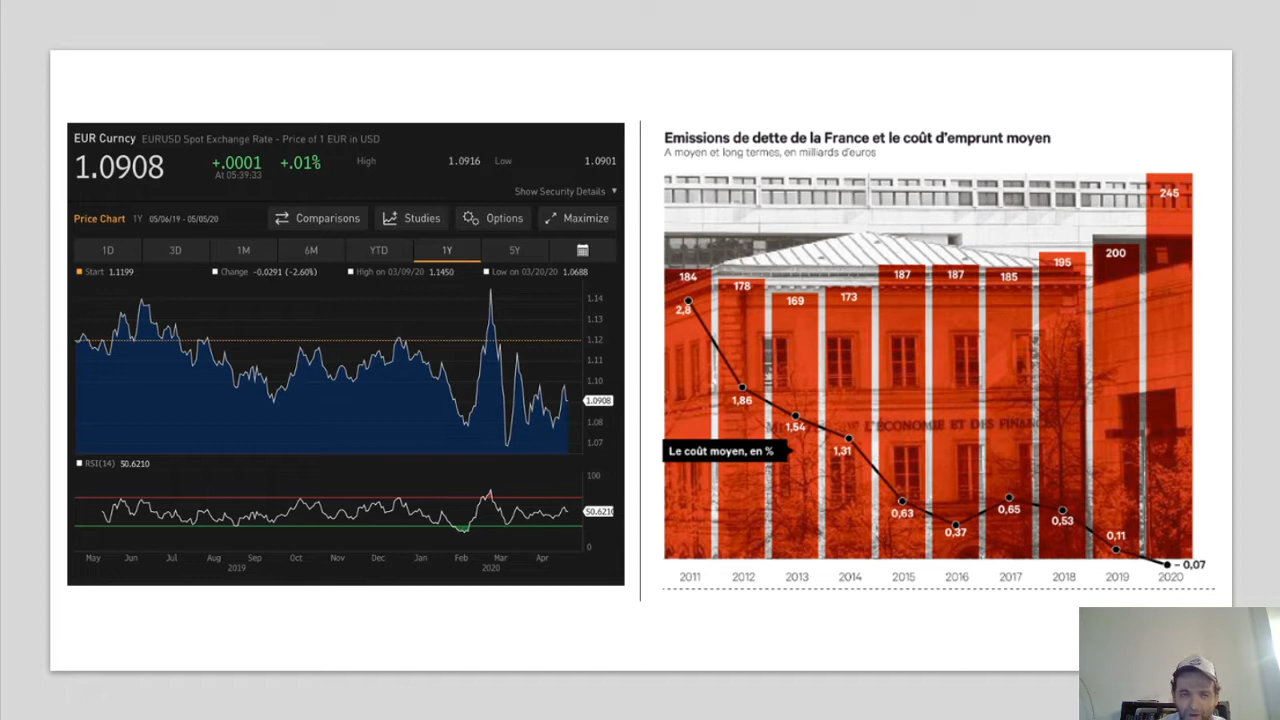 EUR Curncy EURUSD Spot Exchange Rate - Price of 1 EUR in USD
1.0908 +.0001 +.01% High 1.0916 Low 1.0901
At 05:39:33
Show Security Details
Price Chart 1Y 05/06/19 - 05/05/20 Comparisons Studies Options Maximize
1D 3D 1M 6M YTD 1Y 5Y
Start 1.1199 Change -0.0291 (-2.60%) High on 03/09/20 1.1450 Low on 03/20/20 1.0688
1.14
1.13
1.12
1.11
1.10
1.0908
1.08
1.07
RSI(14) 50.6210
100
50.6210
0
May Jun Jul Aug Sep Oct Nov Dec Jan Feb Mar Apr
2019 2020
Emissions de dette de la France et le coût d'emprunt moyen
A moyen et long termes, en milliards d'euros
184 178 169 173 187 187 185 195 200 245
L'ÉCONOMIE ET DES FINANCES
Le coût moyen, en %
2,8 1,86 1,54 1,31 0,63 0,37 0,65 0,53 0,11 – 0,07
2011 2012 2013 2014 2015 2016 2017 2018 2019 2020